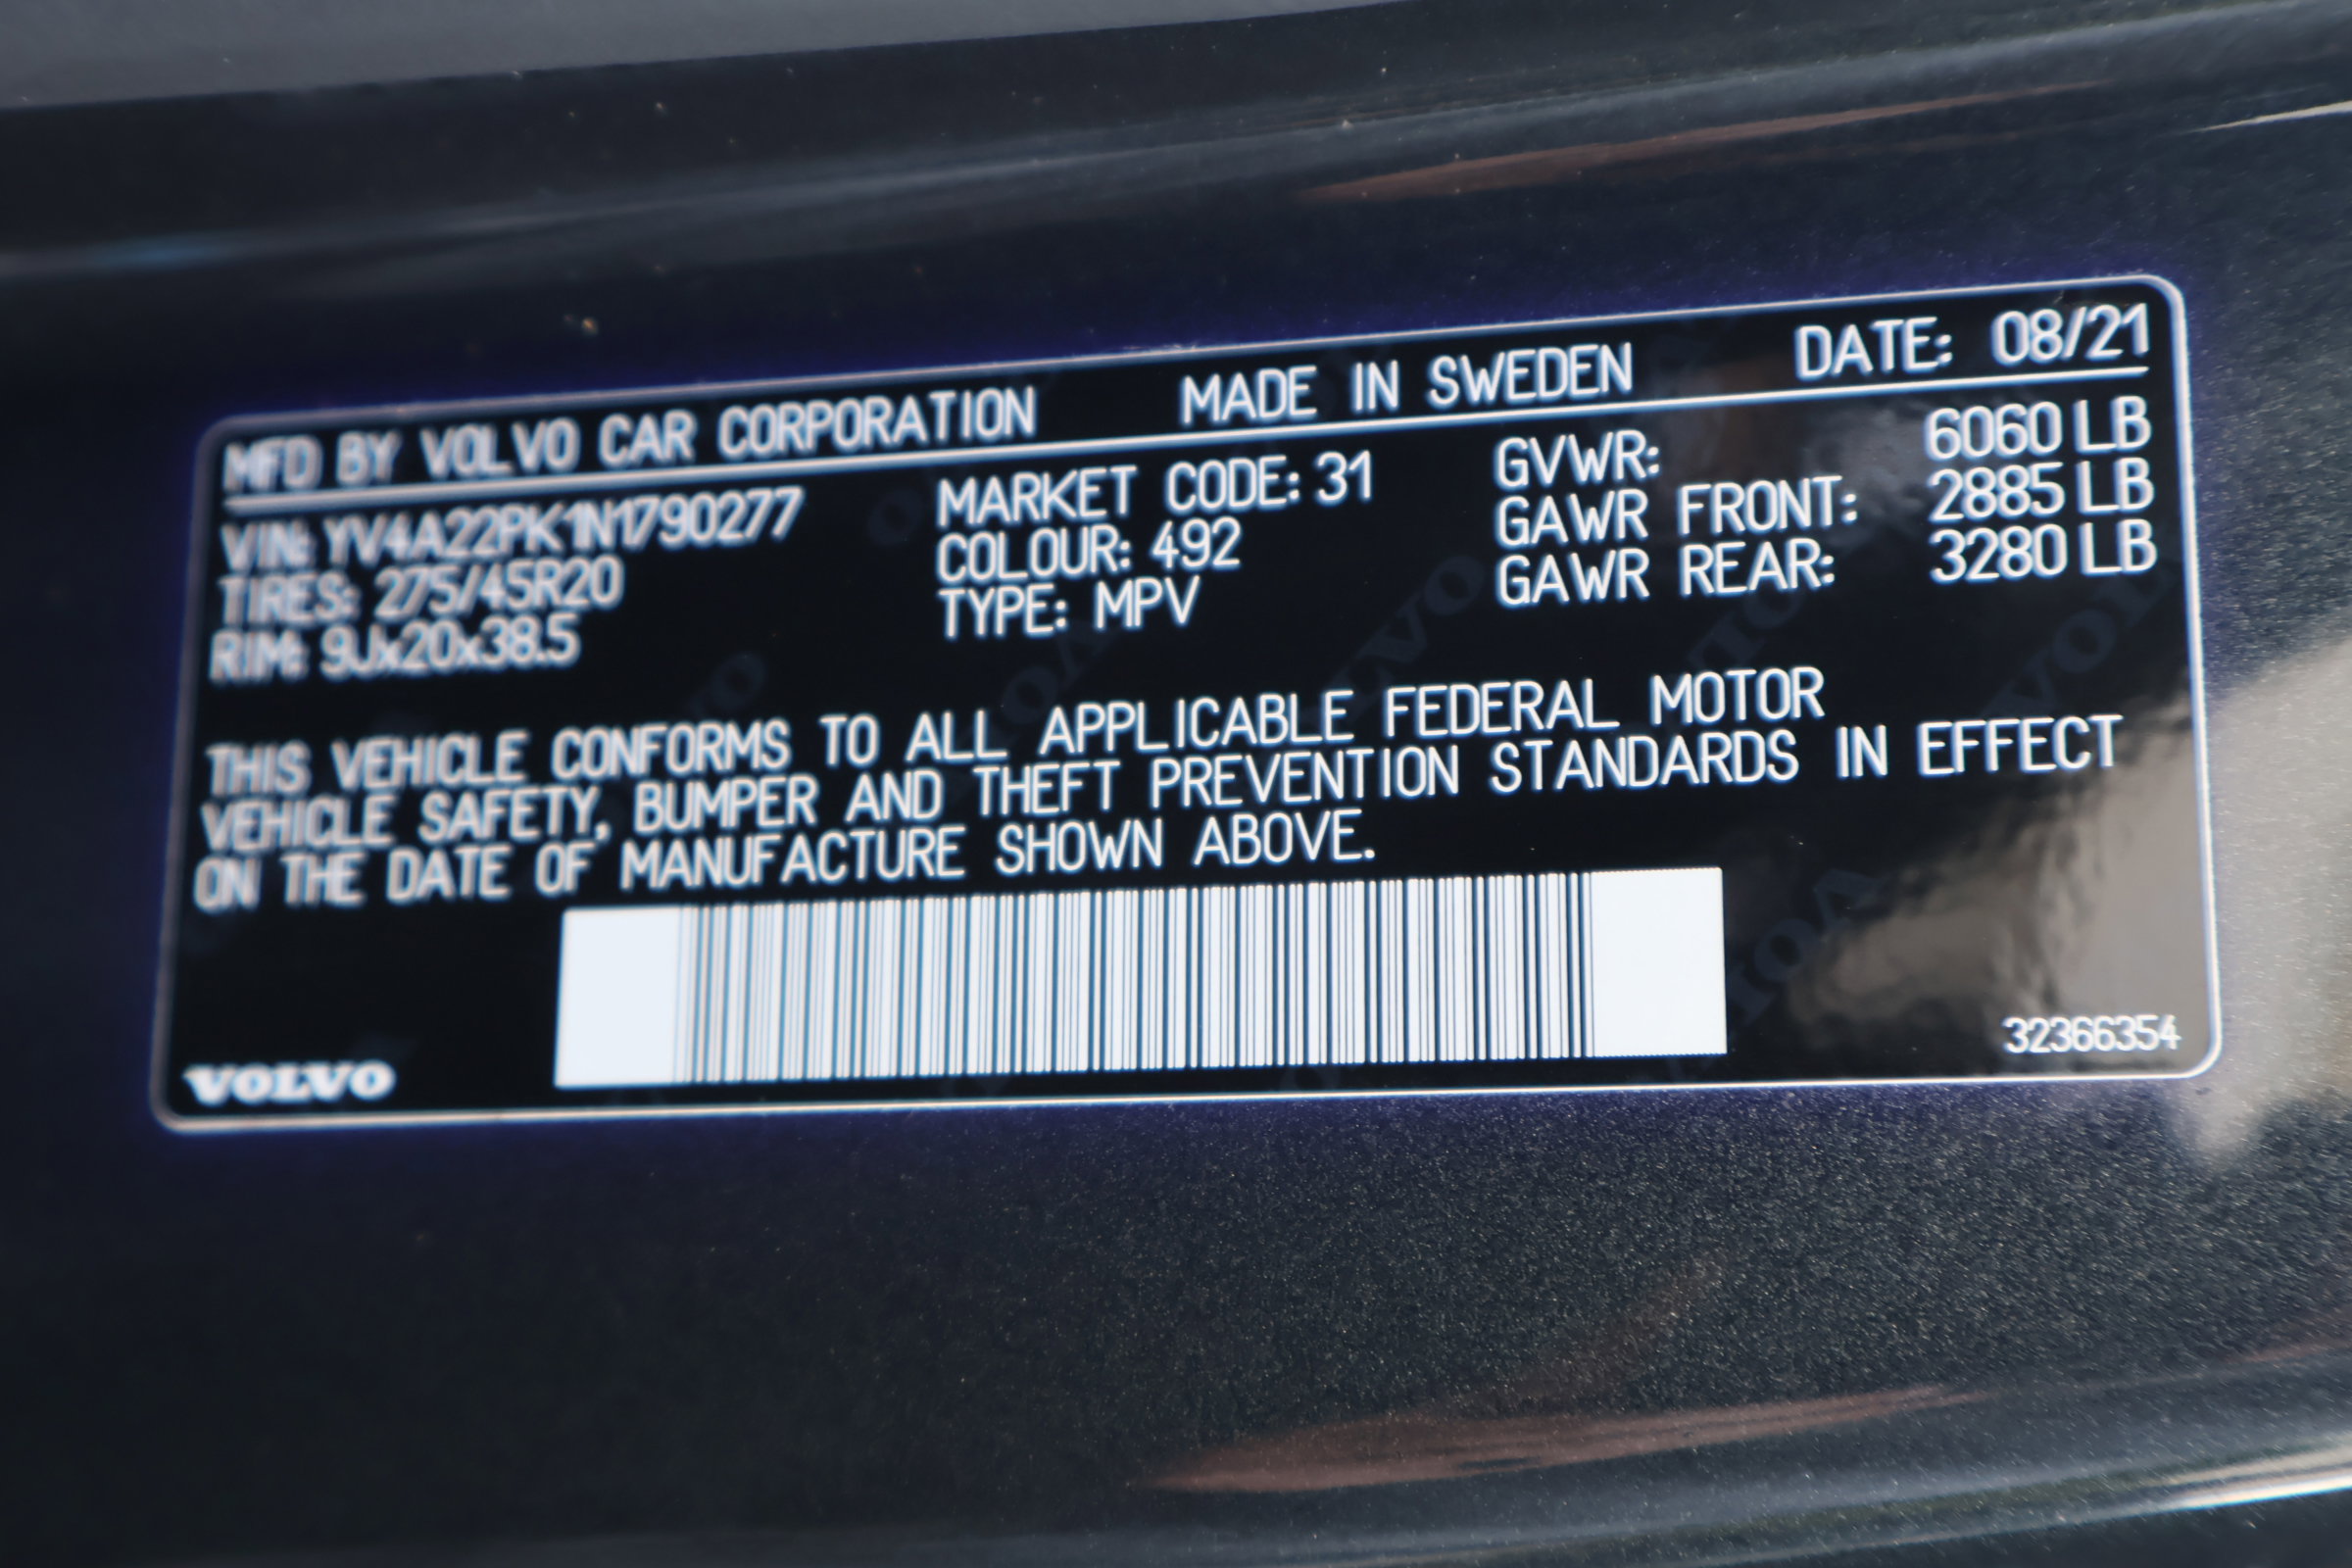 MFD BY VOLVO CAR CORPORATION MADE IN SWEDEN DATE: 08/21
VIN: YV4A22PK1N1790277 MARKET CODE: 31 GVWR: 6060 LB
TIRES: 275/45R20 COLOUR: 492 GAWR FRONT: 2885 LB
RIM: 9Jx20x38.5 TYPE: MPV GAWR REAR: 3280 LB
THIS VEHICLE CONFORMS TO ALL APPLICABLE FEDERAL MOTOR
VEHICLE SAFETY, BUMPER AND THEFT PREVENTION STANDARDS IN EFFECT
ON THE DATE OF MANUFACTURE SHOWN ABOVE.
VOLVO 32366354